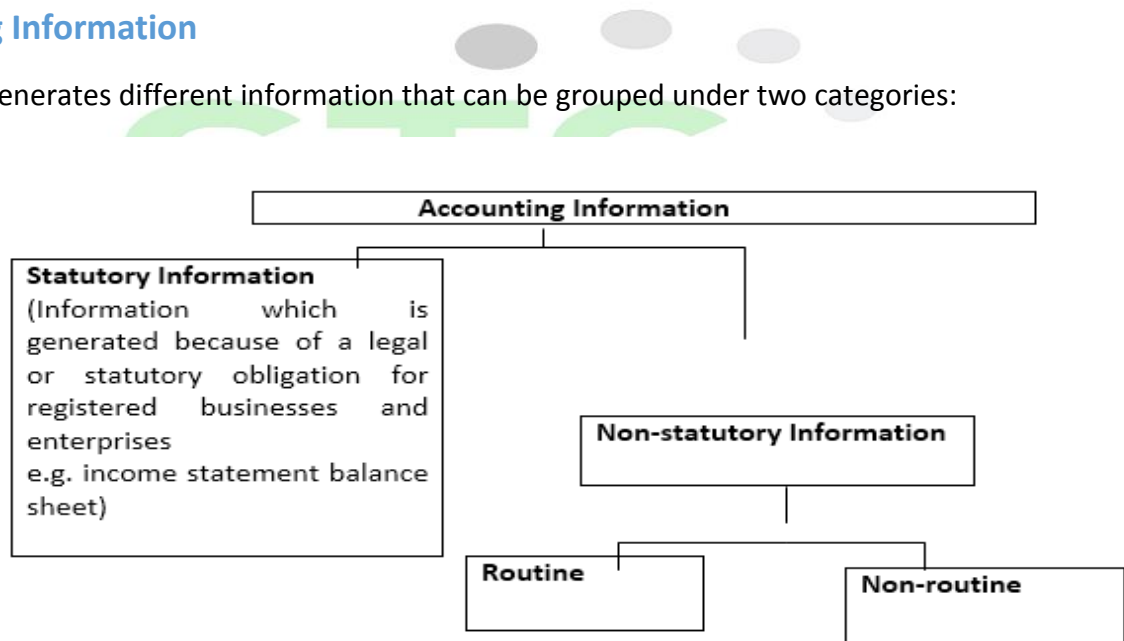 g Information
enerates different information that can be grouped under two categories:
Accounting Information
Statutory Information
(Information which is
generated because of a legal
or statutory obligation for
registered businesses and
enterprises
e.g. income statement balance
sheet)
Non-statutory Information
Routine
Non-routine